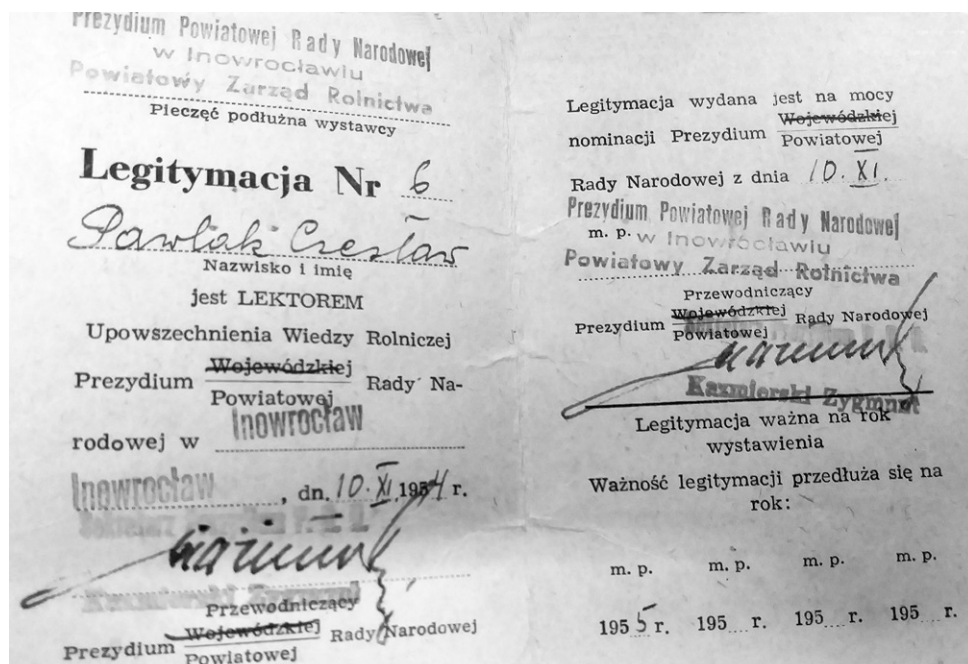 Prezydium Powiatowej Rady Narodowej
w Inowrocławiu
Powiatowy Zarząd Rolnictwa
Pieczęć podłużna wystawcy
Legitymacja Nr 6
Pawlak Czesław
Nazwisko i imię
jest LEKTOREM
Upowszechnienia Wiedzy Rolniczej
Wojewódzkiej
Prezydium Rady Na-
Powiatowej
rodowej w Inowrocław
Inowrocław, dn. 10.XI.1954 r.
Przewodniczący
Wojewódzkiej
Prezydium Rady Narodowej
Powiatowej
Legitymacja wydana jest na mocy
Wojewódzkiej
nominacji Prezydium
Powiatowej
Rady Narodowej z dnia 10. XI.
Prezydium Powiatowej Rady Narodowej
m. p. w Inowrocławiu
Powiatowy Zarząd Rolnictwa
Przewodniczący
Wojewódzkiej
Prezydium Rady Narodowej
Powiatowej
Kazmierski Zygmunt
Legitymacja ważna na rok
wystawienia
Ważność legitymacji przedłuża się na
rok:
m. p. m. p. m. p. m. p.
1955 r. 195 r. 195 r. 195 r.